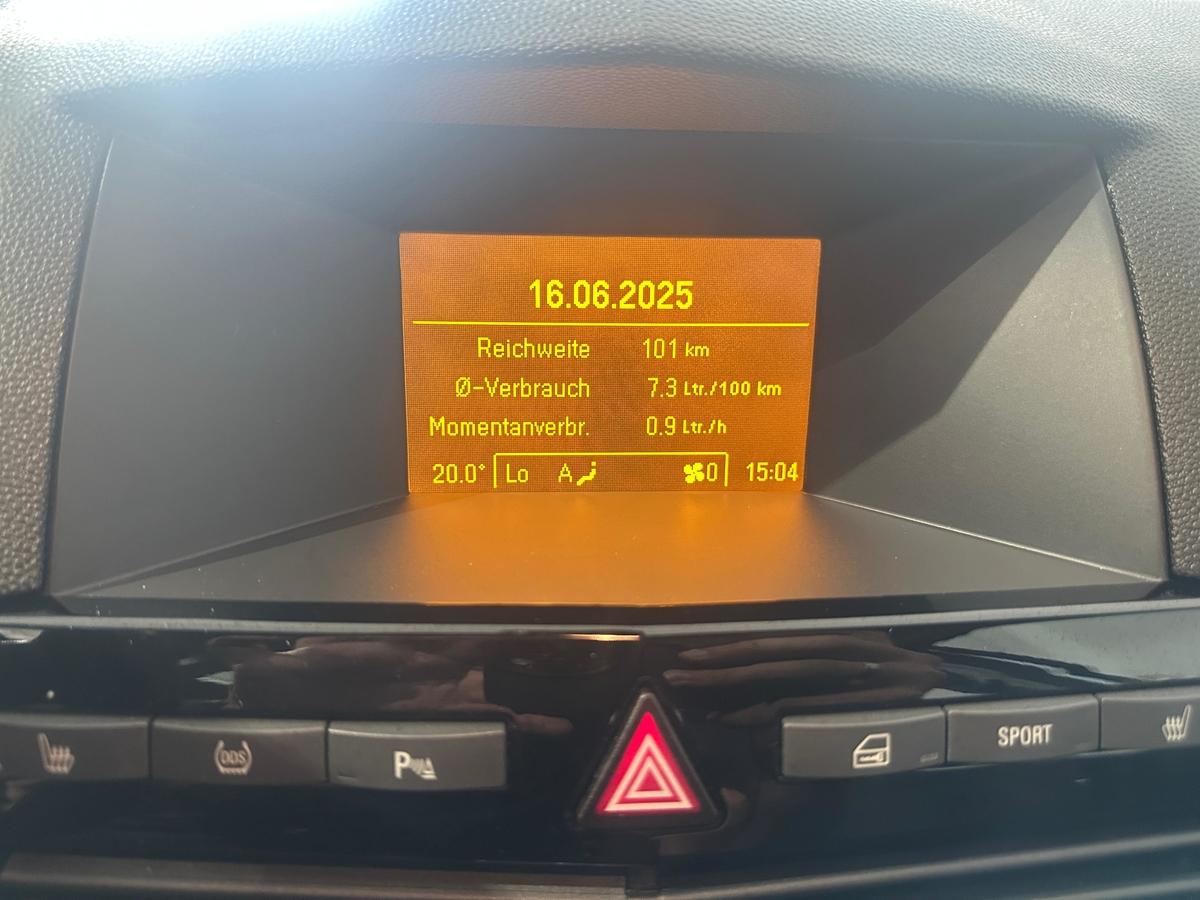 16.06.2025
Reichweite 101 km
Ø-Verbrauch 7.3 Ltr./100 km
Momentanverbr. 0.9 Ltr./h
20.0° Lo A 0 15:04
DDS P SPORT